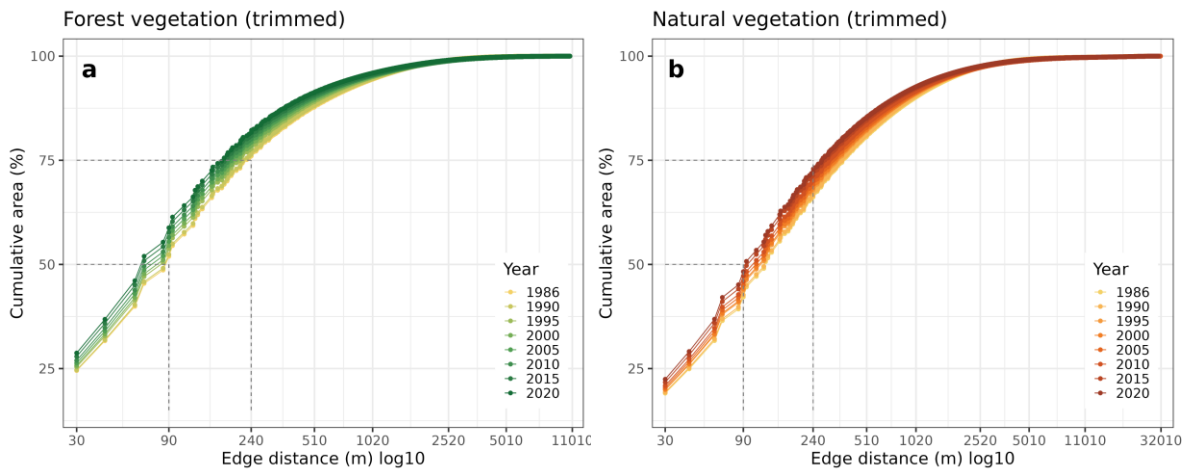 Forest vegetation (trimmed)
a
Cumulative area (%)
100
75
50
25
Year
1986
1990
1995
2000
2005
2010
2015
2020
30 90 240 510 1020 2520 5010 11010
Edge distance (m) log10
Natural vegetation (trimmed)
b
Cumulative area (%)
100
75
50
25
Year
1986
1990
1995
2000
2005
2010
2015
2020
30 90 240 510 1020 2520 5010 11010 32010
Edge distance (m) log10